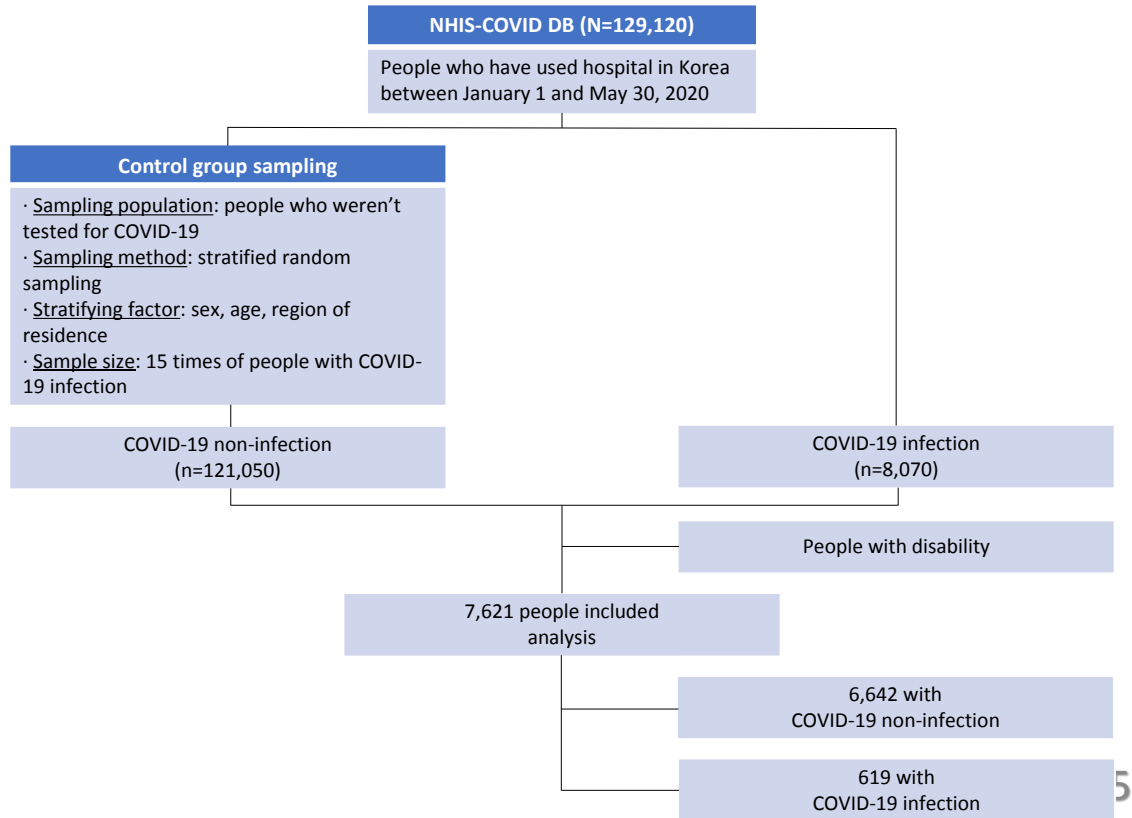 NHIS-COVID DB (N=129,120)
People who have used hospital in Korea
between January 1 and May 30, 2020
Control group sampling
· Sampling population: people who weren't
tested for COVID-19
· Sampling method: stratified random
sampling
· Stratifying factor: sex, age, region of
residence
· Sample size: 15 times of people with COVID-
19 infection
COVID-19 non-infection
(n=121,050)
COVID-19 infection
(n=8,070)
People with disability
7,621 people included
analysis
6,642 with
COVID-19 non-infection
619 with
COVID-19 infection
5